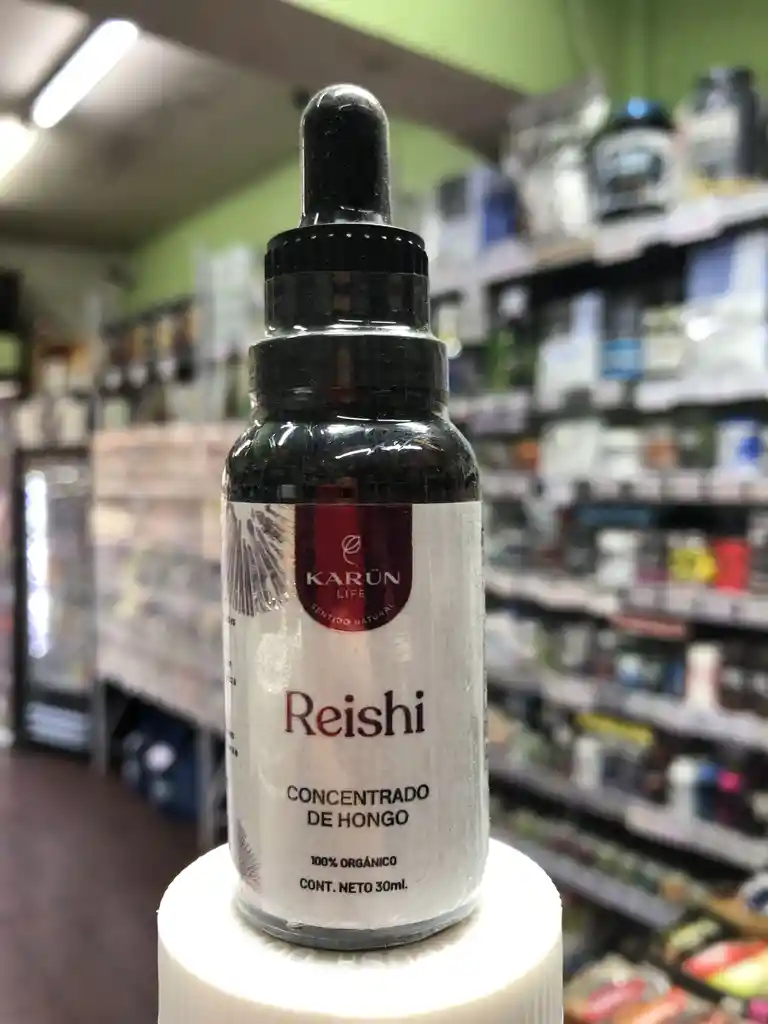 KARÜN
LIFE
SENTIDO NATURAL
Reishi
CONCENTRADO
DE HONGO
100% ORGÁNICO
CONT. NETO 30ml.